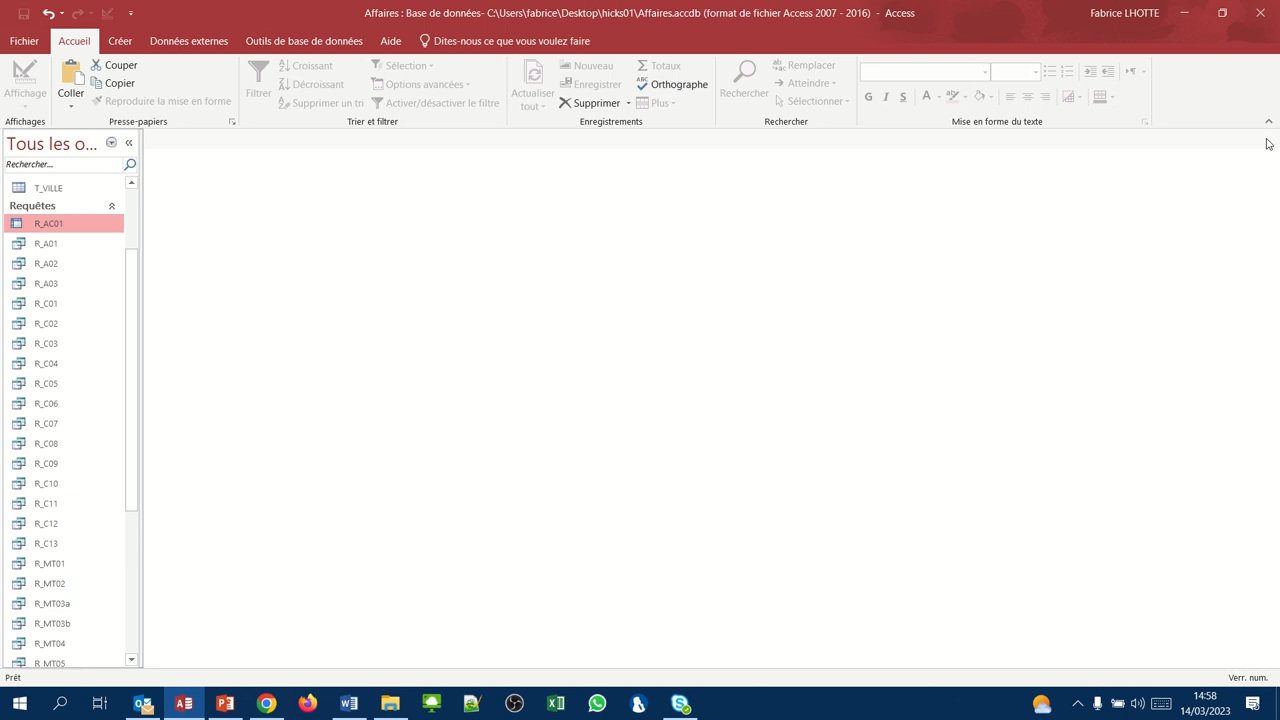 Affaires : Base de données- C:\Users\fabrice\Desktop\hicks01\Affaires.accdb (format de fichier Access 2007 - 2016) - Access
Fabrice LHOTTE
Fichier Accueil Créer Données externes Outils de base de données Aide Dites-nous ce que vous voulez faire
Affichage
Affichages
Coller
Couper
Copier
Reproduire la mise en forme
Presse-papiers
Filtrer
Croissant
Décroissant
Supprimer un tri
Sélection
Options avancées
Activer/désactiver le filtre
Trier et filtrer
Actualiser
tout
Nouveau
Enregistrer
Supprimer
Totaux
Orthographe
Plus
Enregistrements
Rechercher
Remplacer
Atteindre
Sélectionner
Rechercher
G I S A
Mise en forme du texte
Tous les o...
Rechercher...
T_VILLE
Requêtes
R_AC01
R_A01
R_A02
R_A03
R_C01
R_C02
R_C03
R_C04
R_C05
R_C06
R_C07
R_C08
R_C09
R_C10
R_C11
R_C12
R_C13
R_MT01
R_MT02
R_MT03a
R_MT03b
R_MT04
R_MT05
Prêt
Verr. num.
14:58
14/03/2023